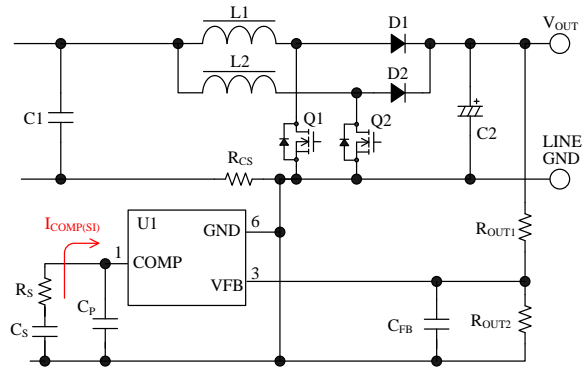 L1
D1
VOUT
L2
D2
C1
Q1
Q2
C2
LINE
GND
RCS
ICOMP(SI)
U1
GND
6
ROUT1
1
COMP
VFB
3
RS
CP
CS
CFB
ROUT2